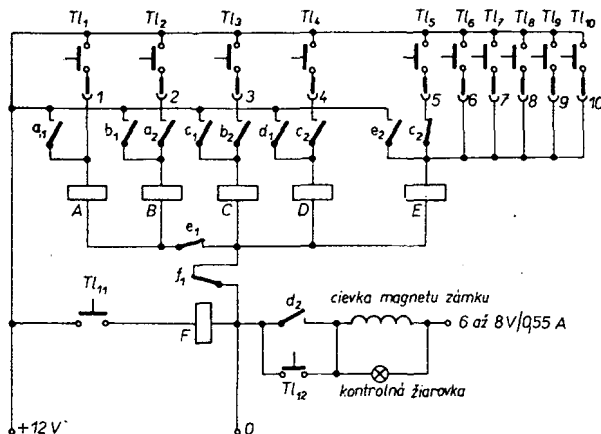 Tl1 Tl2 Tl3 Tl4 Tl5 Tl6 Tl7 Tl8 Tl9 Tl10
1 2 3 4 5 6 7 8 9 10
a1 b1 a2 c1 b2 d1 c2 e2 c2
A B C D E
e1
f1
Tl11
F
d2
cievka magnetu zámku
6 až 8 V/0,55 A
Tl12
kontrolná žiarovka
+12V
0